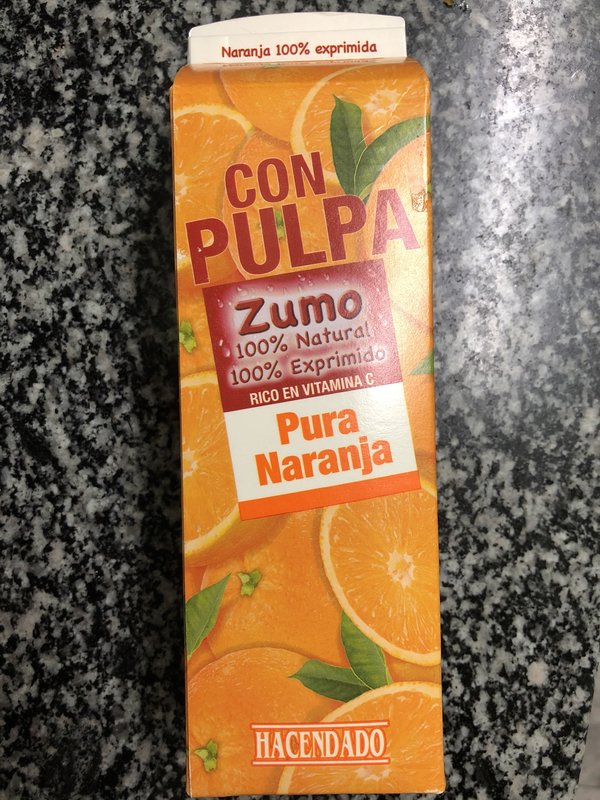 Naranja 100% exprimida
CON
PULPA
Zumo
100% Natural
100% Exprimido
RICO EN VITAMINA C
Pura
Naranja
HACENDADO